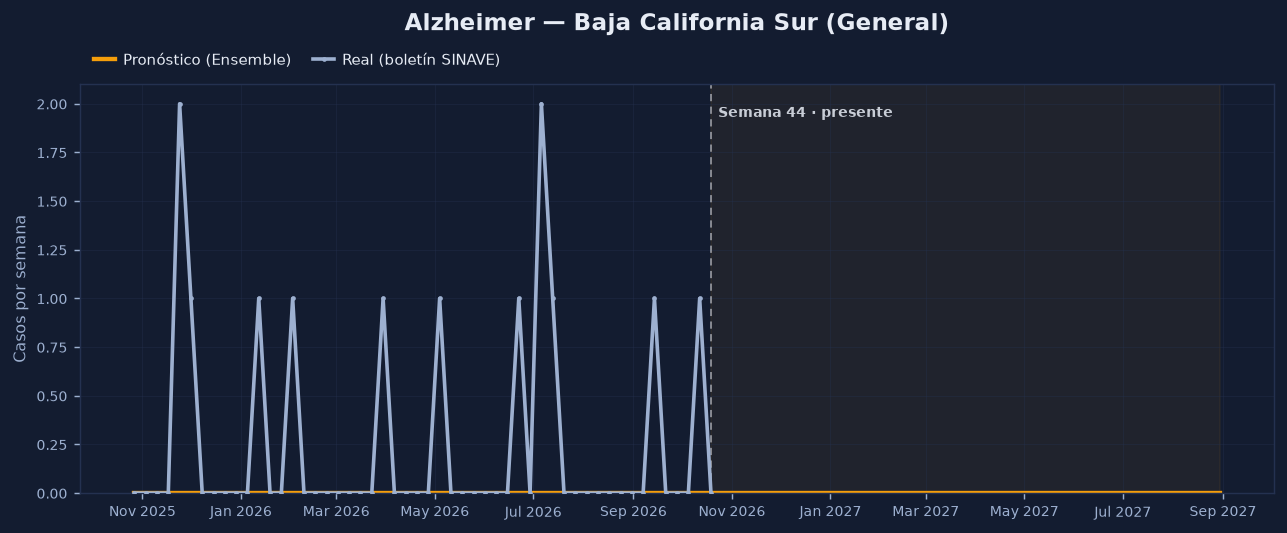 Alzheimer — Baja California Sur (General)
Pronóstico (Ensemble)
Real (boletín SINAVE)
Semana 44 · presente
Casos por semana
2.00
1.75
1.50
1.25
1.00
0.75
0.50
0.25
0.00
Nov 2025
Jan 2026
Mar 2026
May 2026
Jul 2026
Sep 2026
Nov 2026
Jan 2027
Mar 2027
May 2027
Jul 2027
Sep 2027